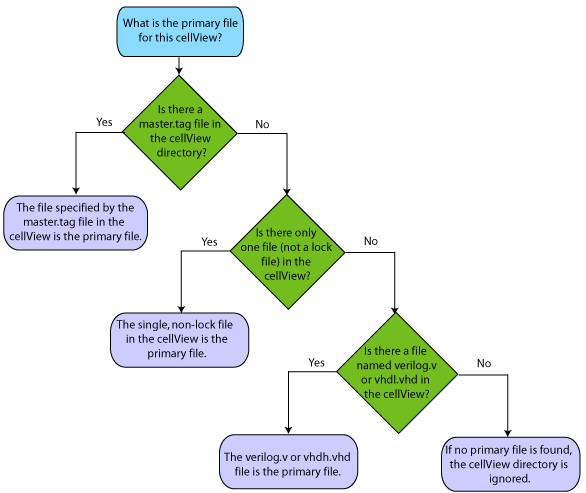 What is the primary file
for this cellView?
Is there a
master.tag file in
the cellView
directory?
Yes
No
The file specified by the
master.tag file in the
cellView is the primary file.
Is there only
one file (not a lock
file) in the
cellView?
Yes
No
The single, non-lock file
in the cellView is the
primary file.
Is there a file
named verilog.v
or vhdl.vhd in
the cellView?
Yes
No
The verilog.v or vhdh.vhd
file is the primary file.
If no primary file is found,
the cellView directory is
ignored.